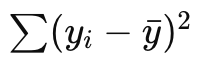 ∑(yᵢ − ȳ)²